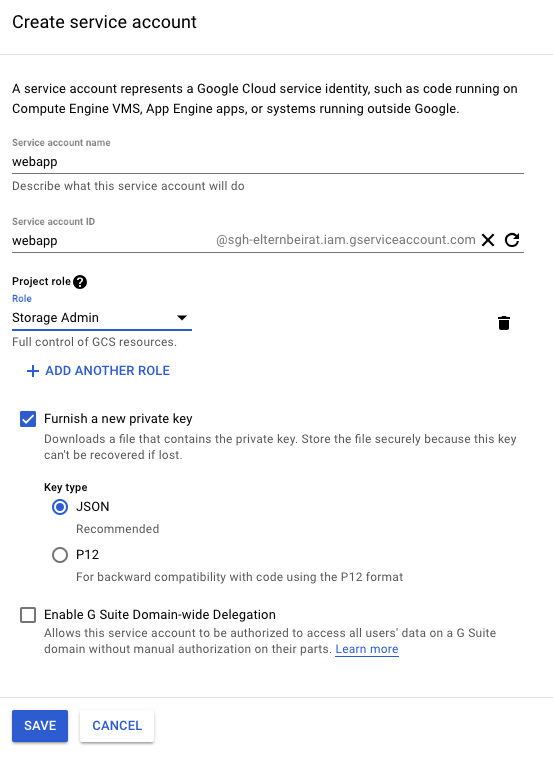 Create service account
A service account represents a Google Cloud service identity, such as code running on
Compute Engine VMS, App Engine apps, or systems running outside Google.
Service account name
webapp
Describe what this service account will do
Service account ID
webapp @sgh-elternbeirat.iam.gserviceaccount.com
Project role
Role
Storage Admin
Full control of GCS resources.
+ ADD ANOTHER ROLE
Furnish a new private key
Downloads a file that contains the private key. Store the file securely because this key
can't be recovered if lost.
Key type
JSON
Recommended
P12
For backward compatibility with code using the P12 format
Enable G Suite Domain-wide Delegation
Allows this service account to be authorized to access all users' data on a G Suite
domain without manual authorization on their parts. Learn more
SAVE CANCEL